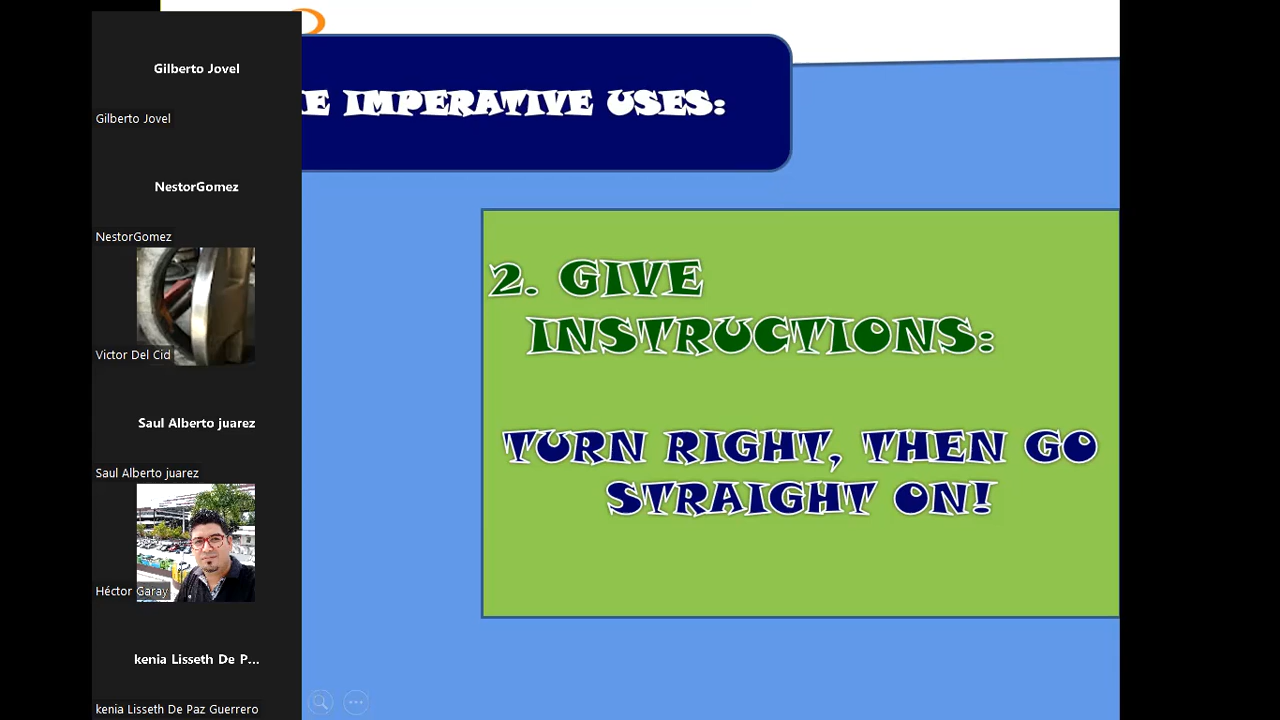 Gilberto Jovel
Gilberto Jovel
NestorGomez
NestorGomez
Victor Del Cid
Saul Alberto juarez
Saul Alberto juarez
Héctor Garay
kenia Lisseth De P...
kenia Lisseth De Paz Guerrero
E IMPERATIVE USES:
2. GIVE
INSTRUCTIONS:
TURN RIGHT, THEN GO
STRAIGHT ON!